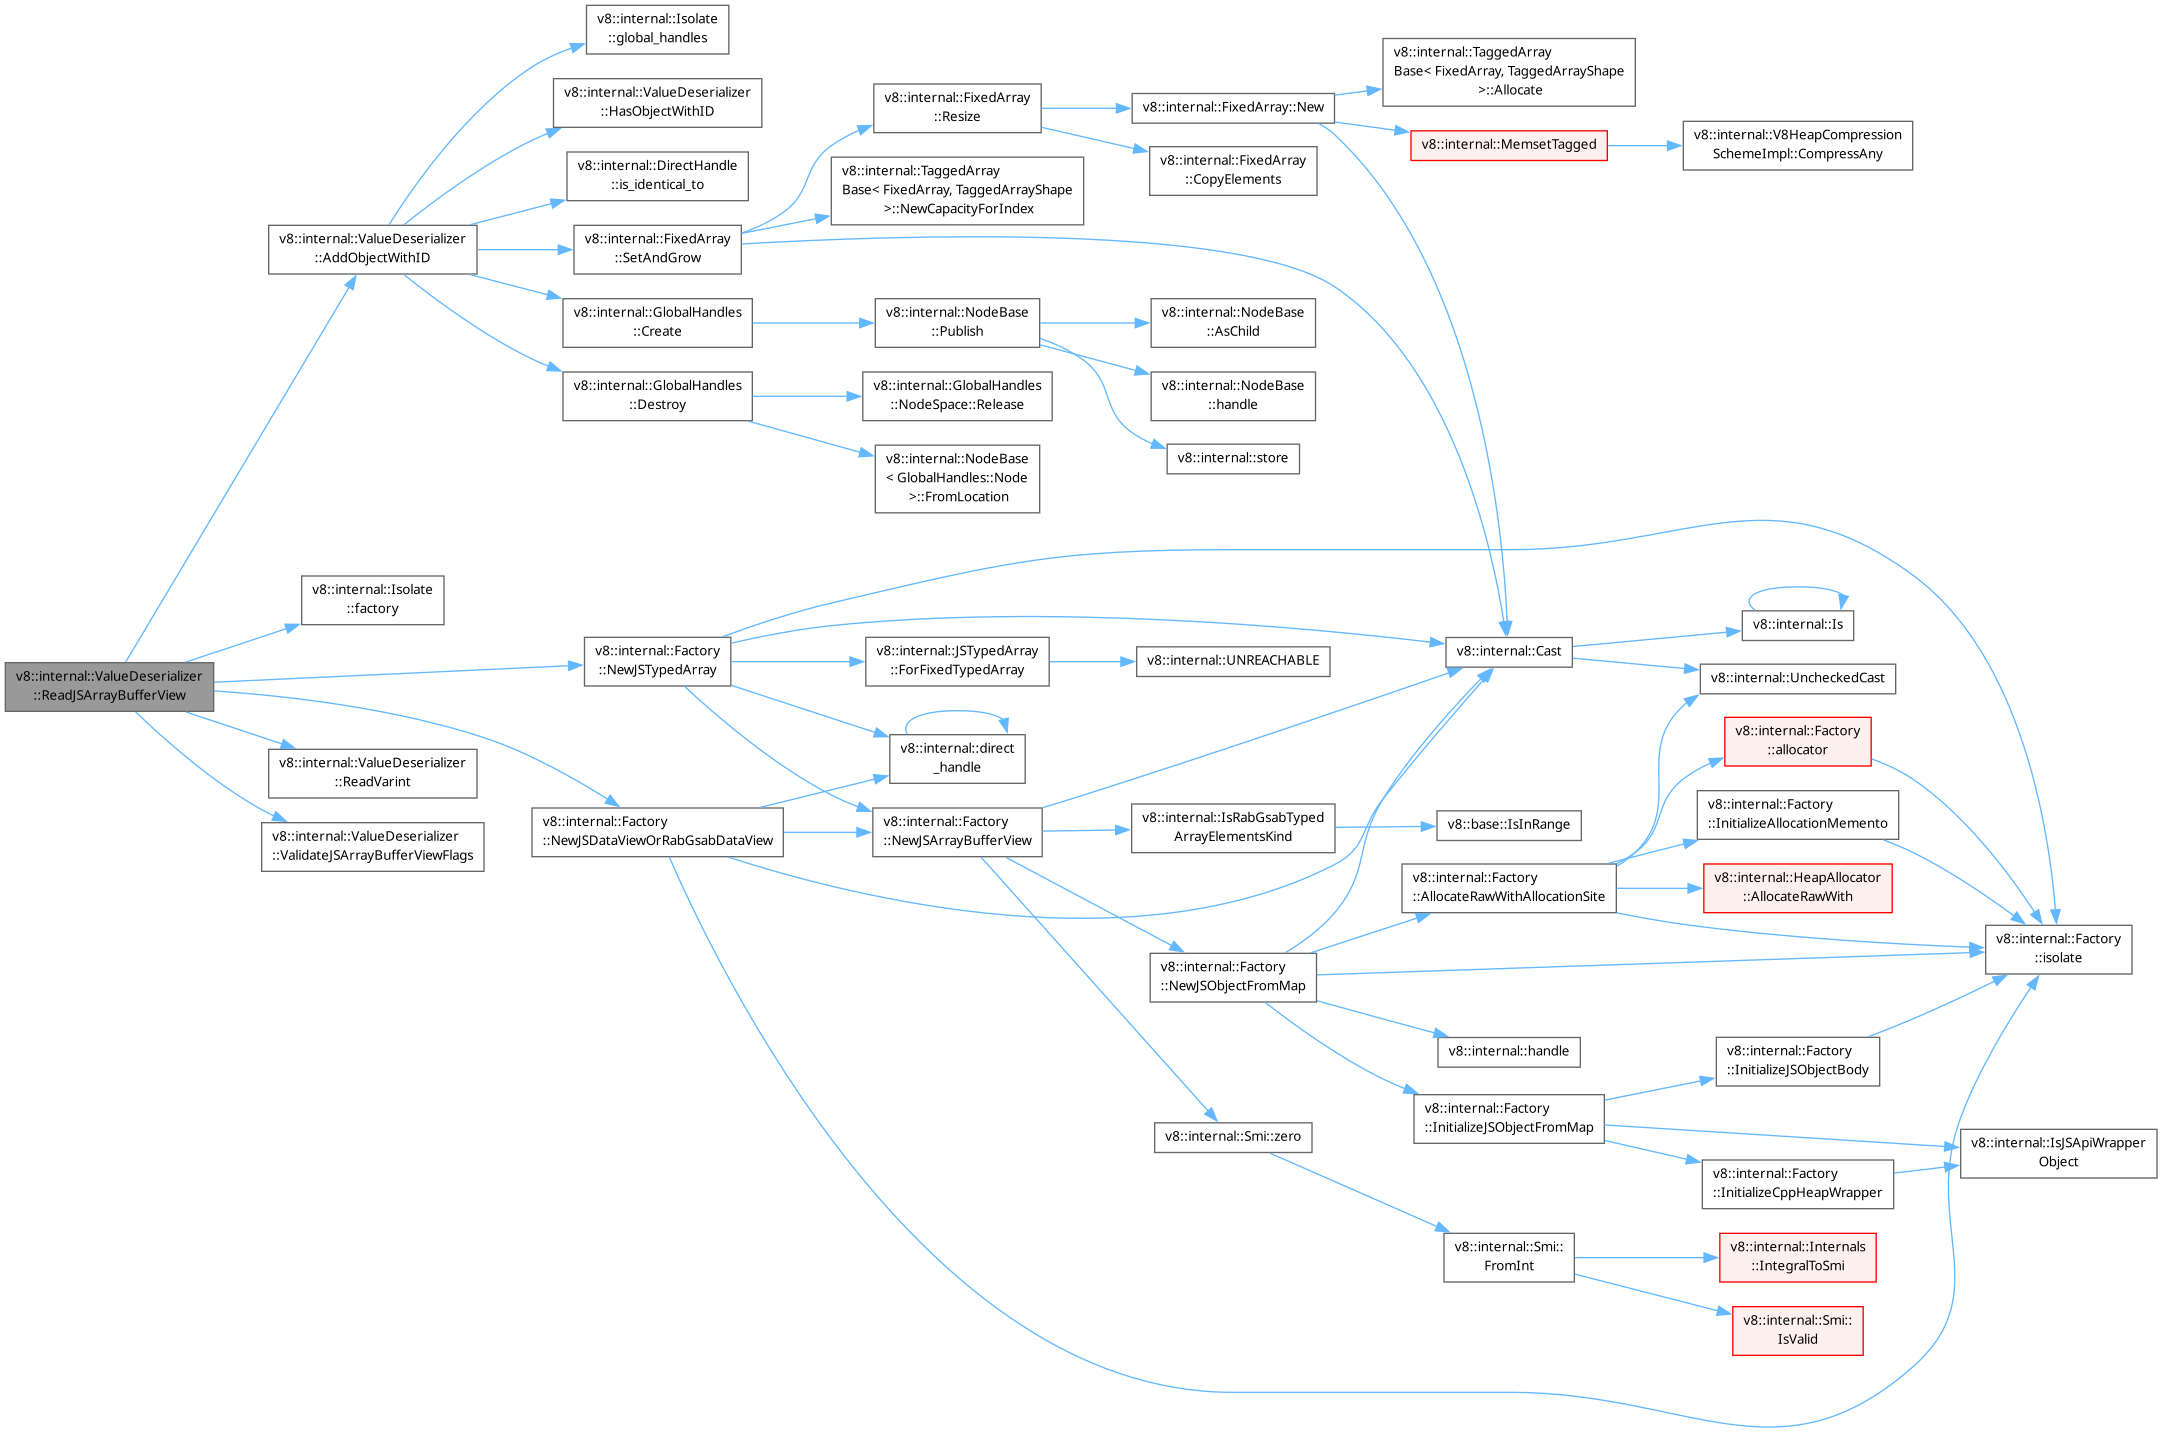 v8::internal::Isolate
::global_handles
v8::internal::ValueDeserializer
::HasObjectWithID
v8::internal::DirectHandle
::is_identical_to
v8::internal::ValueDeserializer
::AddObjectWithID
v8::internal::FixedArray
::SetAndGrow
v8::internal::GlobalHandles
::Create
v8::internal::GlobalHandles
::Destroy
v8::internal::FixedArray
::Resize
v8::internal::TaggedArray
Base< FixedArray, TaggedArrayShape
>::NewCapacityForIndex
v8::internal::FixedArray::New
v8::internal::FixedArray
::CopyElements
v8::internal::TaggedArray
Base< FixedArray, TaggedArrayShape
>::Allocate
v8::internal::MemsetTagged
v8::internal::V8HeapCompression
SchemeImpl::CompressAny
v8::internal::NodeBase
::Publish
v8::internal::NodeBase
::AsChild
v8::internal::NodeBase
::handle
v8::internal::store
v8::internal::GlobalHandles
::NodeSpace::Release
v8::internal::NodeBase
< GlobalHandles::Node
>::FromLocation
v8::internal::Isolate
::factory
v8::internal::ValueDeserializer
::ReadJSArrayBufferView
v8::internal::ValueDeserializer
::ReadVarint
v8::internal::ValueDeserializer
::ValidateJSArrayBufferViewFlags
v8::internal::Factory
::NewJSTypedArray
v8::internal::Factory
::NewJSDataViewOrRabGsabDataView
v8::internal::JSTypedArray
::ForFixedTypedArray
v8::internal::UNREACHABLE
v8::internal::direct
_handle
v8::internal::Factory
::NewJSArrayBufferView
v8::internal::IsRabGsabTyped
ArrayElementsKind
v8::base::IsInRange
v8::internal::Cast
v8::internal::Is
v8::internal::UncheckedCast
v8::internal::Factory
::allocator
v8::internal::Factory
::InitializeAllocationMemento
v8::internal::Factory
::AllocateRawWithAllocationSite
v8::internal::HeapAllocator
::AllocateRawWith
v8::internal::Factory
::isolate
v8::internal::Factory
::NewJSObjectFromMap
v8::internal::handle
v8::internal::Factory
::InitializeJSObjectBody
v8::internal::Factory
::InitializeJSObjectFromMap
v8::internal::Smi::zero
v8::internal::IsJSApiWrapper
Object
v8::internal::Factory
::InitializeCppHeapWrapper
v8::internal::Smi::
FromInt
v8::internal::Internals
::IntegralToSmi
v8::internal::Smi::
IsValid